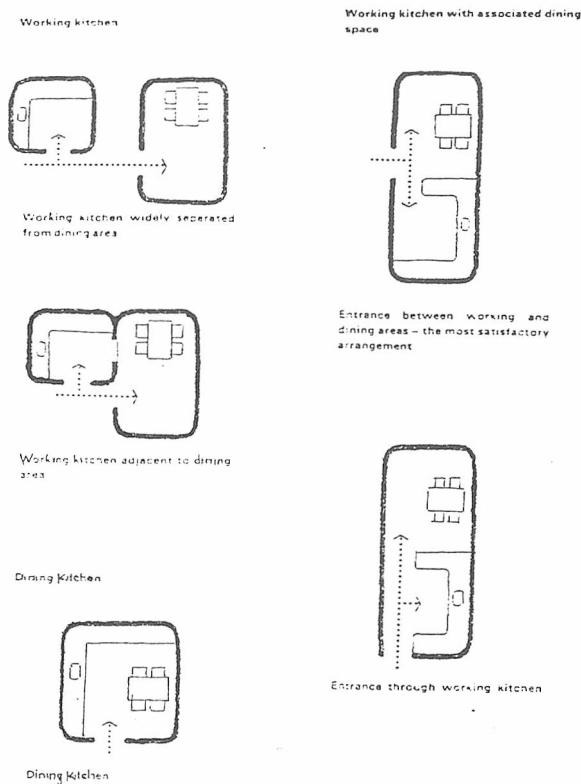 Working kitchen
Working kitchen widely separated
from dining area
Working kitchen adjacent to dining
area
Dining Kitchen
Dining Kitchen
Working kitchen with associated dining
space
Entrance between working and
dining areas – the most satisfactory
arrangement
Entrance through working kitchen